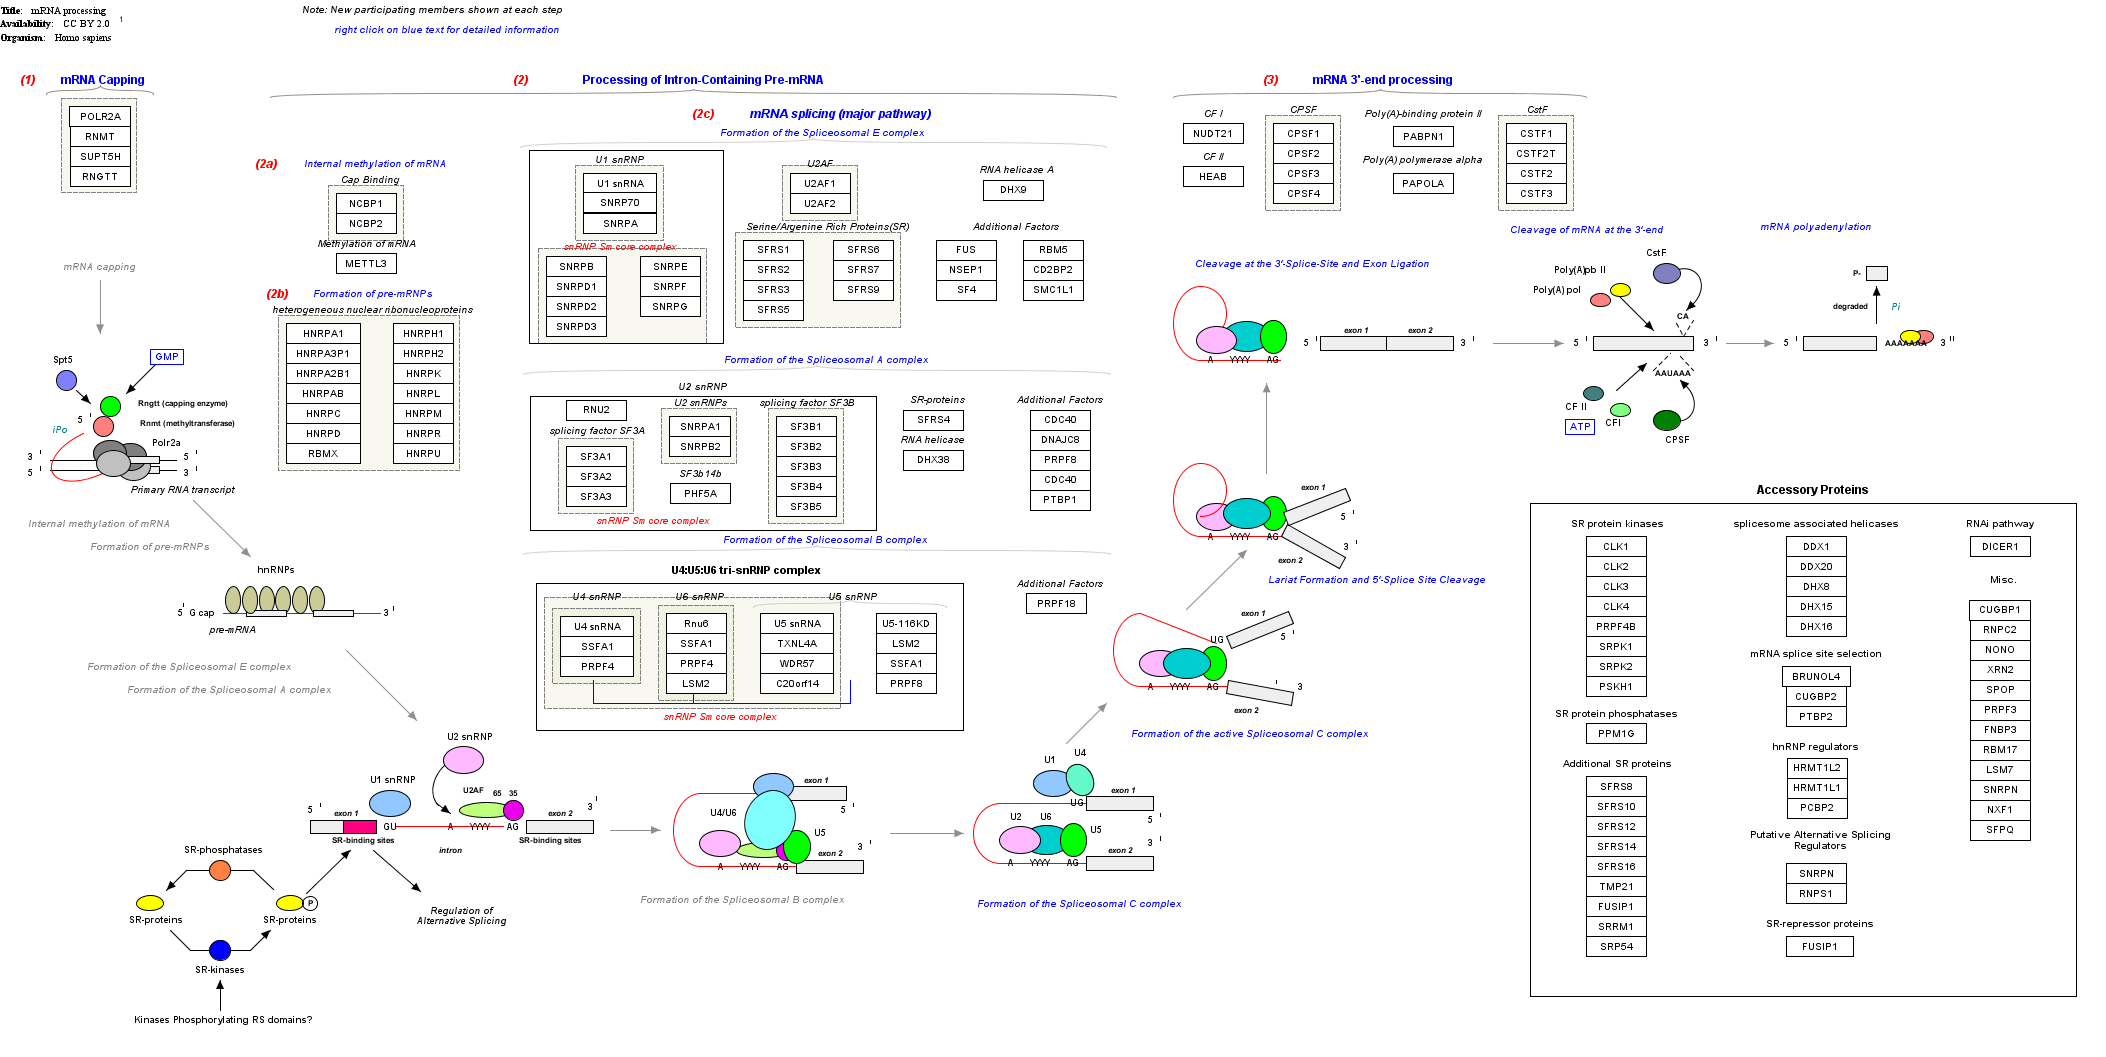 Title: mRNA processing
Availability: CC BY 2.0 1
Organism: Homo sapiens
Note: New participating members shown at each step
right click on blue text for detailed information
(1) mRNA Capping
POLR2A
RNMT
SUPT5H
RNGTT
mRNA capping
Spt5
GMP
Rngtt (capping enzyme)
5 '
Rnmt (methyltransferase)
iPo
Polr2a
3 ' 5 '
5 ' 3 '
Primary RNA transcript
Internal methylation of mRNA
Formation of pre-mRNPs
hnRNPs
5 ' G cap 3 '
pre-mRNA
Formation of the Spliceosomal E complex
Formation of the Spliceosomal A complex
(2) Processing of Intron-Containing Pre-mRNA
(2a) Internal methylation of mRNA
Cap Binding
NCBP1
NCBP2
Methylation of mRNA
METTL3
(2b) Formation of pre-mRNPs
heterogeneous nuclear ribonucleoproteins
HNRPA1 HNRPH1
HNRPA3P1 HNRPH2
HNRPA2B1 HNRPK
HNRPAB HNRPL
HNRPC HNRPM
HNRPD HNRPR
RBMX HNRPU
(2c) mRNA splicing (major pathway)
Formation of the Spliceosomal E complex
U1 snRNP
U1 snRNA
SNRP70
SNRPA
snRNP Sm core complex
SNRPB SNRPE
SNRPD1 SNRPF
SNRPD2 SNRPG
SNRPD3
U2AF
U2AF1
U2AF2
Serine/Argenine Rich Proteins(SR)
SFRS1 SFRS6
SFRS2 SFRS7
SFRS3 SFRS9
SFRS5
RNA helicase A
DHX9
Additional Factors
FUS RBM5
NSEP1 CD2BP2
SF4 SMC1L1
Formation of the Spliceosomal A complex
U2 snRNP
RNU2
splicing factor SF3A
SF3A1
SF3A2
SF3A3
U2 snRNPs
SNRPA1
SNRPB2
SF3b14b
PHF5A
splicing factor SF3B
SF3B1
SF3B2
SF3B3
SF3B4
SF3B5
snRNP Sm core complex
SR-proteins
SFRS4
RNA helicase
DHX38
Additional Factors
CDC40
DNAJC8
PRPF8
CDC40
PTBP1
Formation of the Spliceosomal B complex
U4:U5:U6 tri-snRNP complex
U4 snRNP U6 snRNP U5 snRNP
U4 snRNA Rnu6 U5 snRNA U5-116KD
SSFA1 SSFA1 TXNL4A LSM2
PRPF4 PRPF4 WDR57 SSFA1
LSM2 C20orf14 PRPF8
snRNP Sm core complex
Additional Factors
PRPF18
U2 snRNP
U1 snRNP
U2AF 65 35
5 ' 3 '
exon 1 GU A YYYY AG exon 2
SR-binding sites intron SR-binding sites
SR-phosphatases
SR-proteins SR-proteins P
SR-kinases
Kinases Phosphorylating RS domains?
Regulation of
Alternative Splicing
exon 1
5 '
U4/U6 U5
exon 2 3 '
A YYYY AG
Formation of the Spliceosomal B complex
U1 U4
UG exon 1
5 '
U2 U6 U5
3 '
A YYYY AG exon 2
Formation of the Spliceosomal C complex
exon 1
UG 5 '
A YYYY AG 3
exon 2
Formation of the active Spliceosomal C complex
exon 1
5 '
A YYYY AG 3 '
exon 2
Lariat Formation and 5'-Splice Site Cleavage
Cleavage at the 3'-Splice-Site and Exon Ligation
A YYYY AG
5 ' exon 1 exon 2 3 '
(3) mRNA 3'-end processing
CF I
NUDT21
CF II
HEAB
CPSF
CPSF1
CPSF2
CPSF3
CPSF4
Poly(A)-binding protein II
PABPN1
Poly(A) polymerase alpha
PAPOLA
CstF
CSTF1
CSTF2T
CSTF2
CSTF3
Cleavage of mRNA at the 3'-end
CstF
Poly(A)pb II
Poly(A) pol
CA
5 ' 3 '
AAUAAA
CF II
CFI
ATP
CPSF
mRNA polyadenylation
P-
degraded Pi
5 ' AAAAAAA 3 ''
Accessory Proteins
SR protein kinases
CLK1
CLK2
CLK3
CLK4
PRPF4B
SRPK1
SRPK2
PSKH1
SR protein phosphatases
PPM1G
Additional SR proteins
SFRS8
SFRS10
SFRS12
SFRS14
SFRS16
TMP21
FUSIP1
SRRM1
SRP54
splicesome associated helicases
DDX1
DDX20
DHX8
DHX15
DHX16
mRNA splice site selection
BRUNOL4
CUGBP2
PTBP2
hnRNP regulators
HRMT1L2
HRMT1L1
PCBP2
Putative Alternative Splicing
Regulators
SNRPN
RNPS1
SR-repressor proteins
FUSIP1
RNAi pathway
DICER1
Misc.
CUGBP1
RNPC2
NONO
XRN2
SPOP
PRPF3
FNBP3
RBM17
LSM7
SNRPN
NXF1
SFPQ